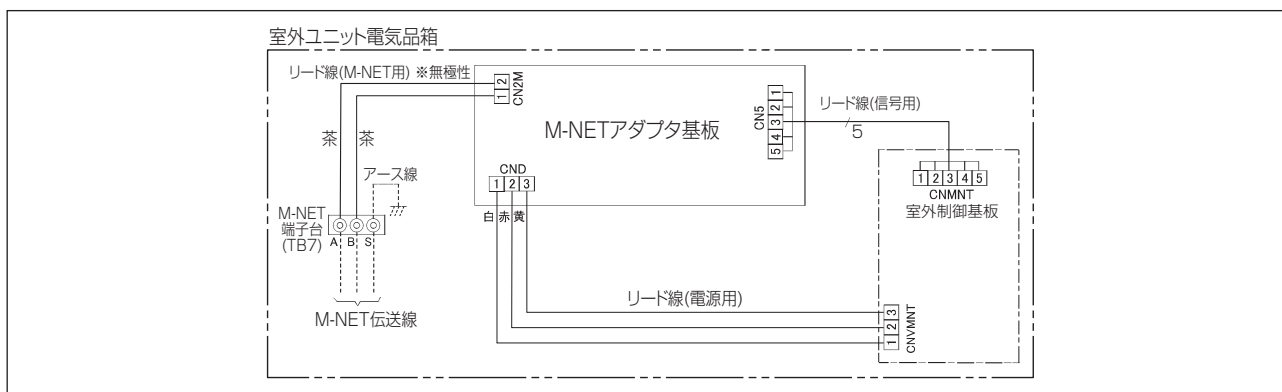 室外ユニット電気品箱
リード線(M-NET用) ※無極性
1 2
CN2M
M-NETアダプタ基板
CN5
1 2 3 4 5
リード線(信号用)
5
茶 茶
アース線
CND
1 2 3
白 赤 黄
1 2 3 4 5
CNMNT
室外制御基板
M-NET
端子台
(TB7)
A B S
M-NET伝送線
リード線(電源用)
1 2 3
CNVMNT